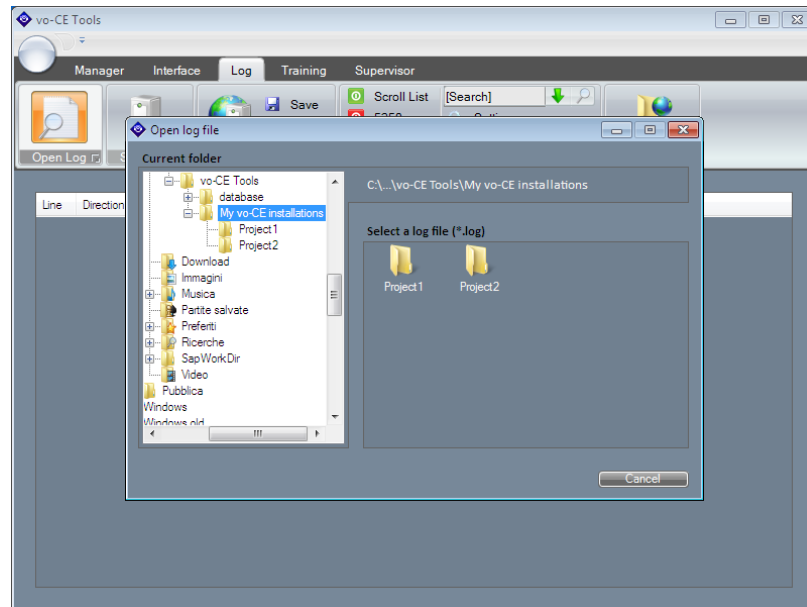 vo-CE Tools
Manager Interface Log Training Supervisor
Save
Scroll List
[Search]
Open Log
Open log file
Current folder
vo-CE Tools
database
My vo-CE installations
Project1
Project2
Download
Immagini
Musica
Partite salvate
Preferiti
Ricerche
SapWorkDir
Video
Pubblica
Windows
Windows.old
C:\...\vo-CE Tools\My vo-CE installations
Select a log file (*.log)
Project1 Project2
Cancel
Line Direction